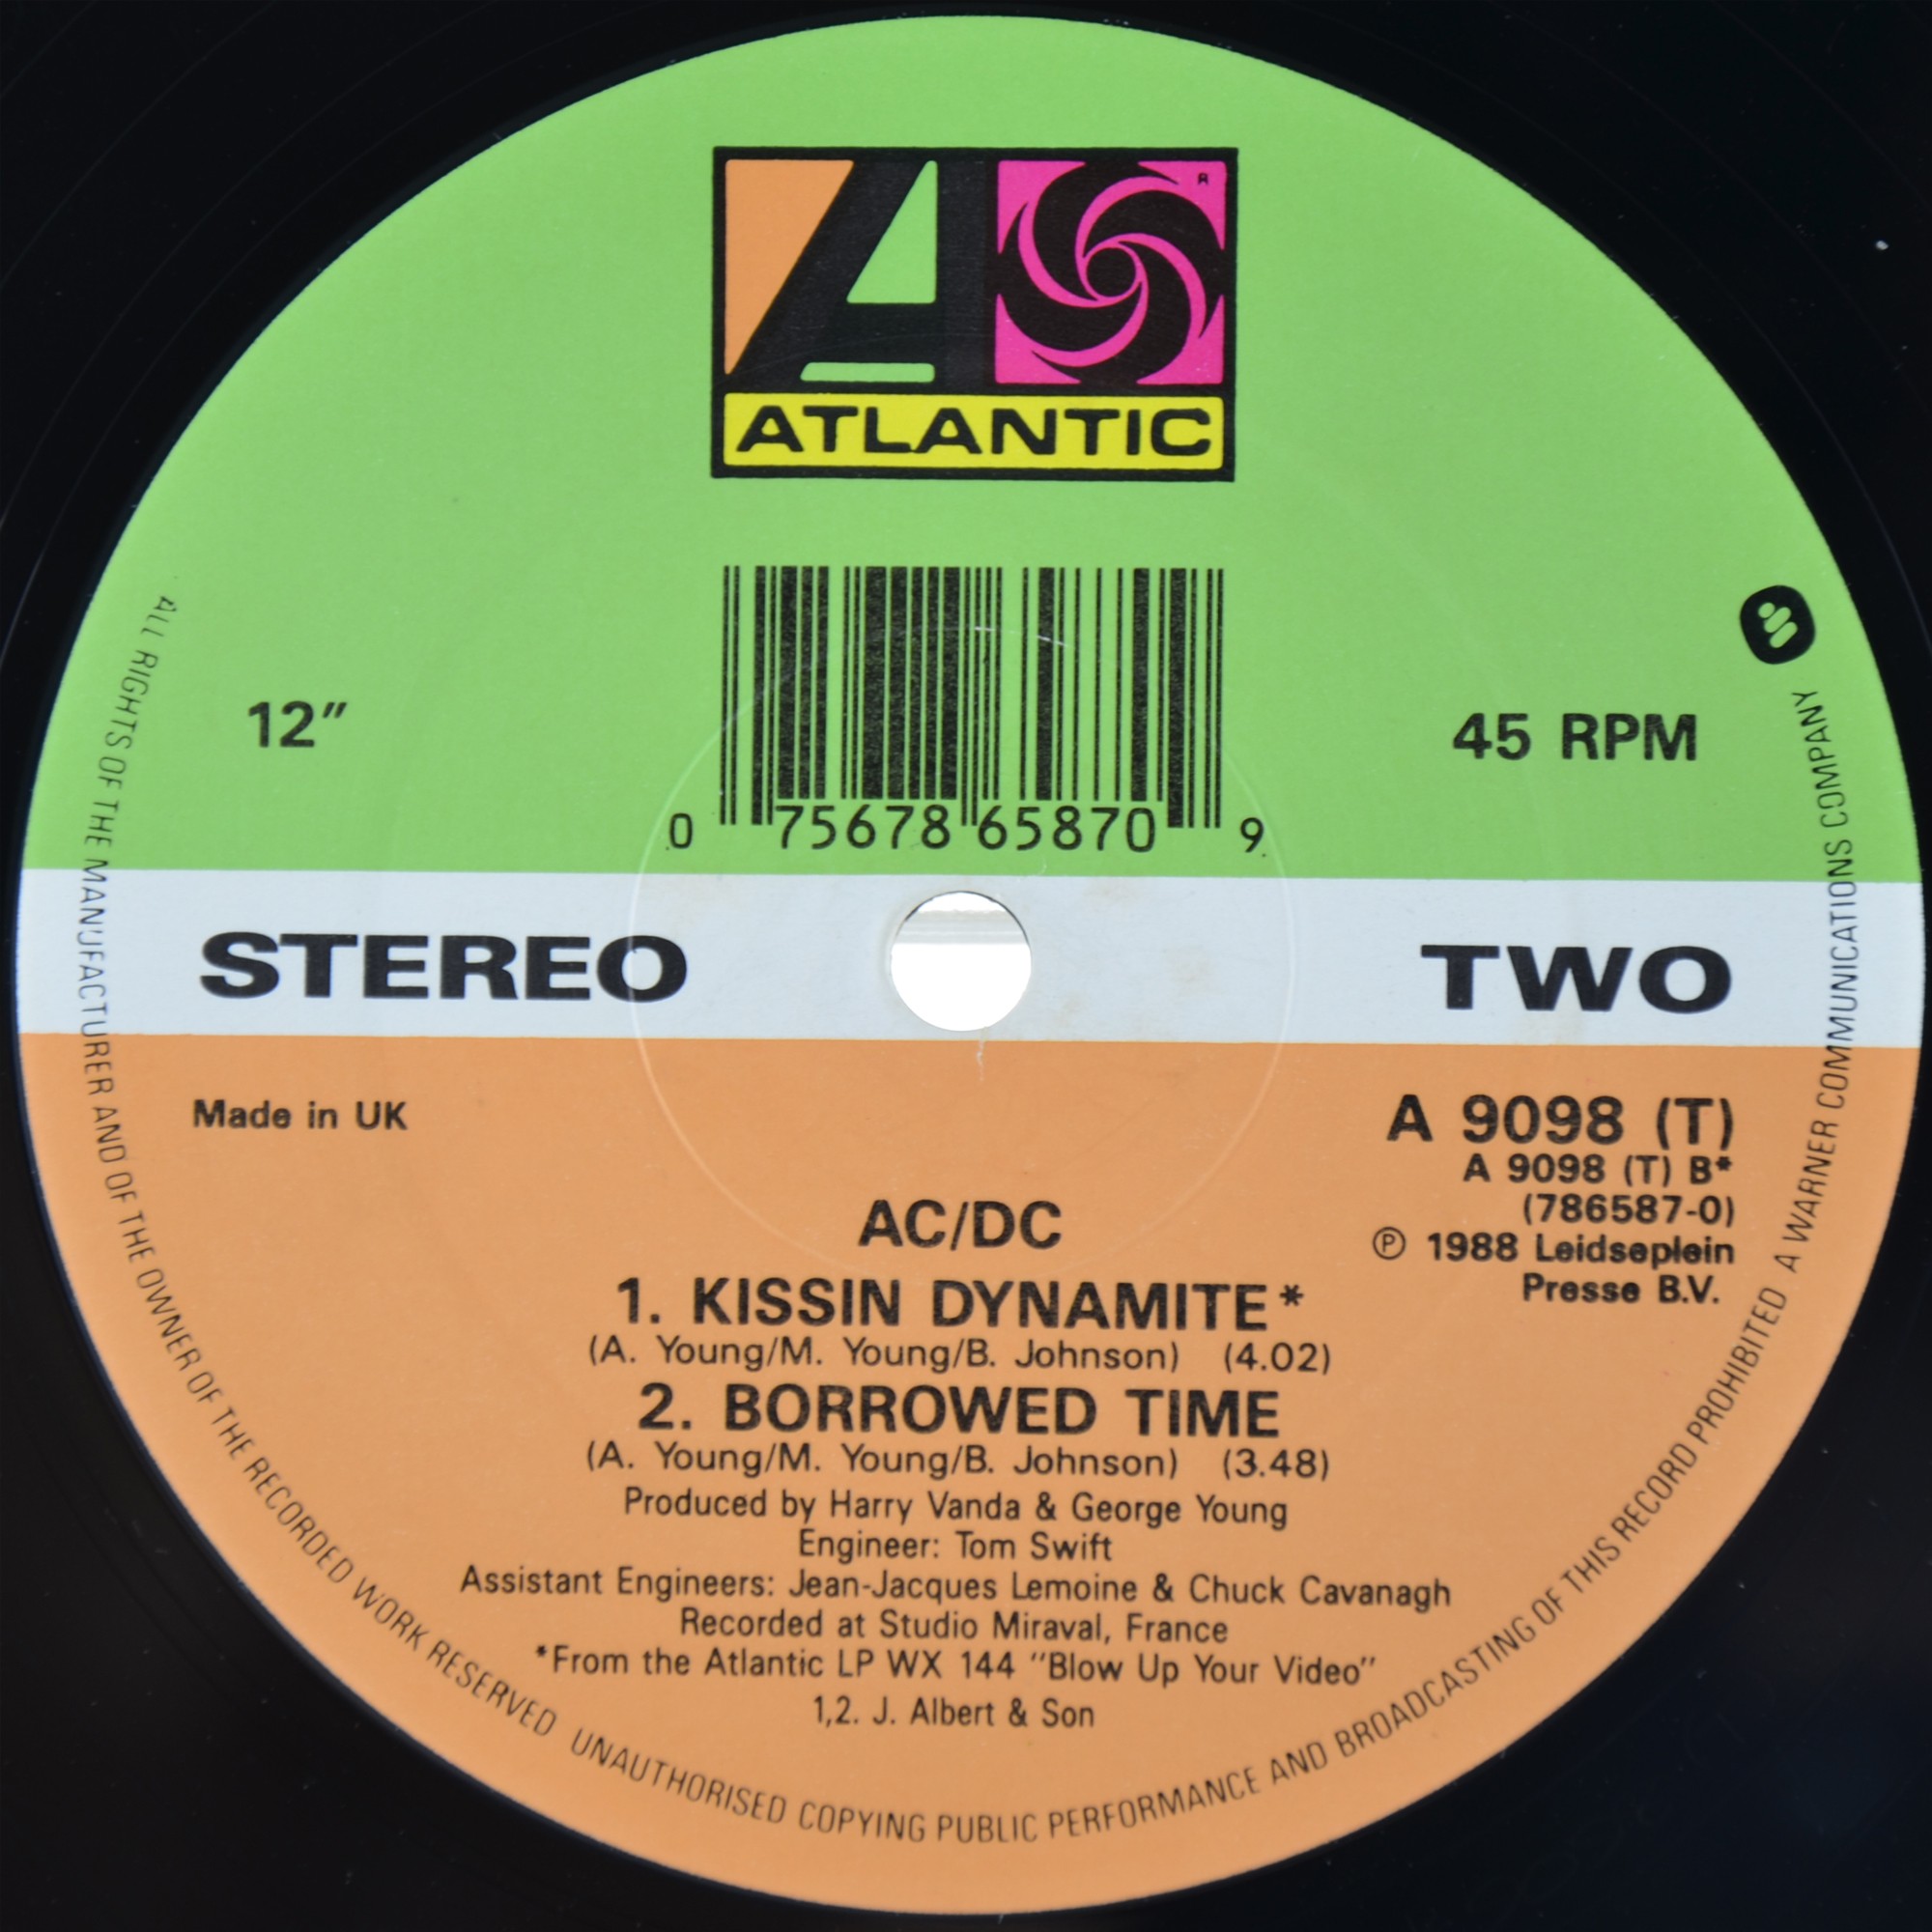 ATLANTIC
12"
45 RPM
0 75678 65870 9
STEREO
TWO
Made in UK
A 9098 (T)
A 9098 (T) B*
(786587-0)
℗ 1988 Leidseplein
Presse B.V.
AC/DC
1. KISSIN DYNAMITE*
(A. Young/M. Young/B. Johnson) (4.02)
2. BORROWED TIME
(A. Young/M. Young/B. Johnson) (3.48)
Produced by Harry Vanda & George Young
Engineer: Tom Swift
Assistant Engineers: Jean-Jacques Lemoine & Chuck Cavanagh
Recorded at Studio Miraval, France
*From the Atlantic LP WX 144 "Blow Up Your Video"
1,2. J. Albert & Son
ALL RIGHTS OF THE MANUFACTURER AND OF THE OWNER OF THE RECORDED WORK RESERVED UNAUTHORISED COPYING PUBLIC PERFORMANCE AND BROADCASTING OF THIS RECORD PROHIBITED A WARNER COMMUNICATIONS COMPANY